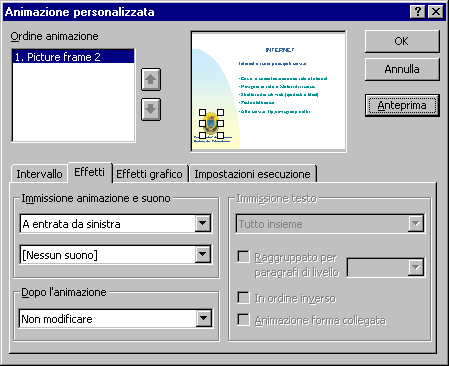 Animazione personalizzata
Ordine animazione
1. Picture frame 2
INTERNET
OK
Annulla
Anteprima
Intervallo
Effetti
Effetti grafico
Impostazioni esecuzione
Immissione animazione e suono
A entrata da sinistra
[Nessun suono]
Dopo l'animazione
Non modificare
Immissione testo
Tutto insieme
Raggruppato per
paragrafi di livello
In ordine inverso
Animazione forma collegata